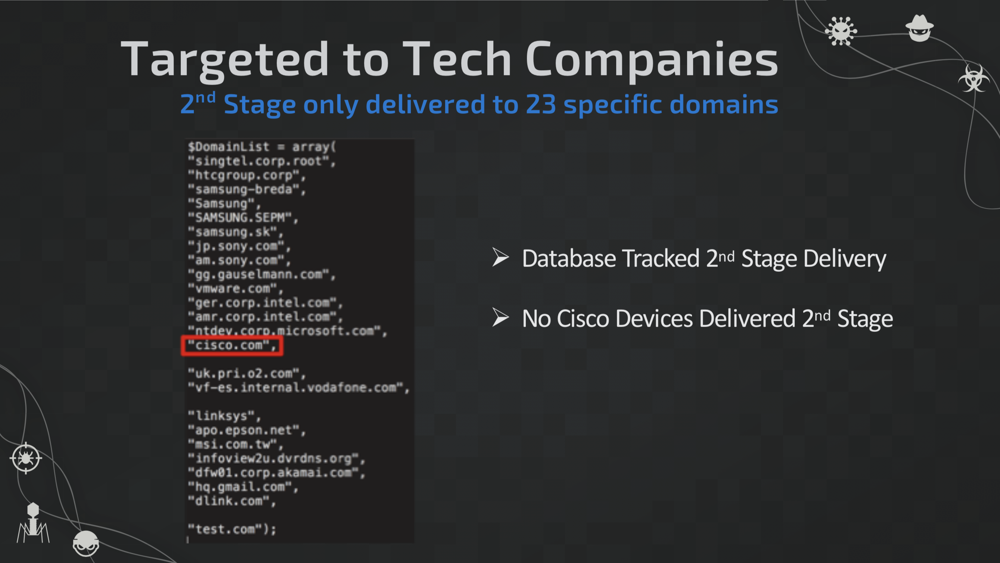 Targeted to Tech Companies
2nd Stage only delivered to 23 specific domains
$DomainList = array(
"singtel.corp.root",
"htcgroup.corp",
"samsung-breda",
"Samsung",
"SAMSUNG.SEPM",
"samsung.sk",
"jp.sony.com",
"am.sony.com",
"gg.gauselmann.com",
"vmware.com",
"ger.corp.intel.com",
"amr.corp.intel.com",
"ntdev.corp.microsoft.com",
"cisco.com",
"uk.pri.o2.com",
"vf-es.internal.vodafone.com",
"linksys",
"apo.epson.net",
"msi.com.tw",
"infoview2u.dvrdns.org",
"dfw01.corp.akamai.com",
"hq.gmail.com",
"dlink.com",
"test.com");
➢ Database Tracked 2nd Stage Delivery
➢ No Cisco Devices Delivered 2nd Stage